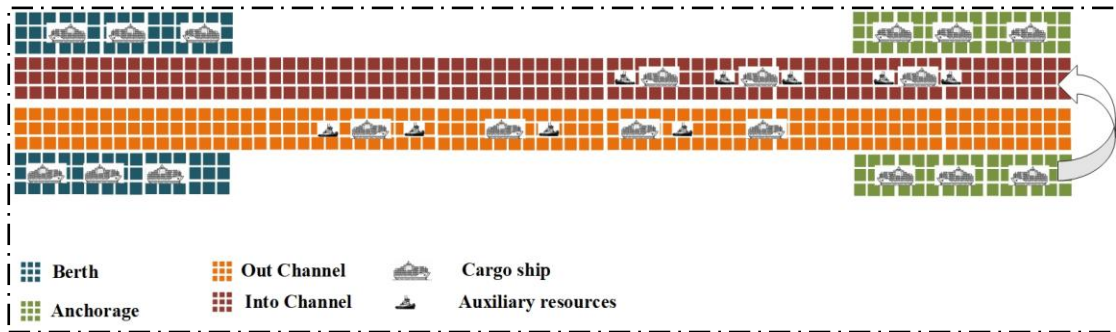 Berth
Out Channel
Cargo ship
Anchorage
Into Channel
Auxiliary resources